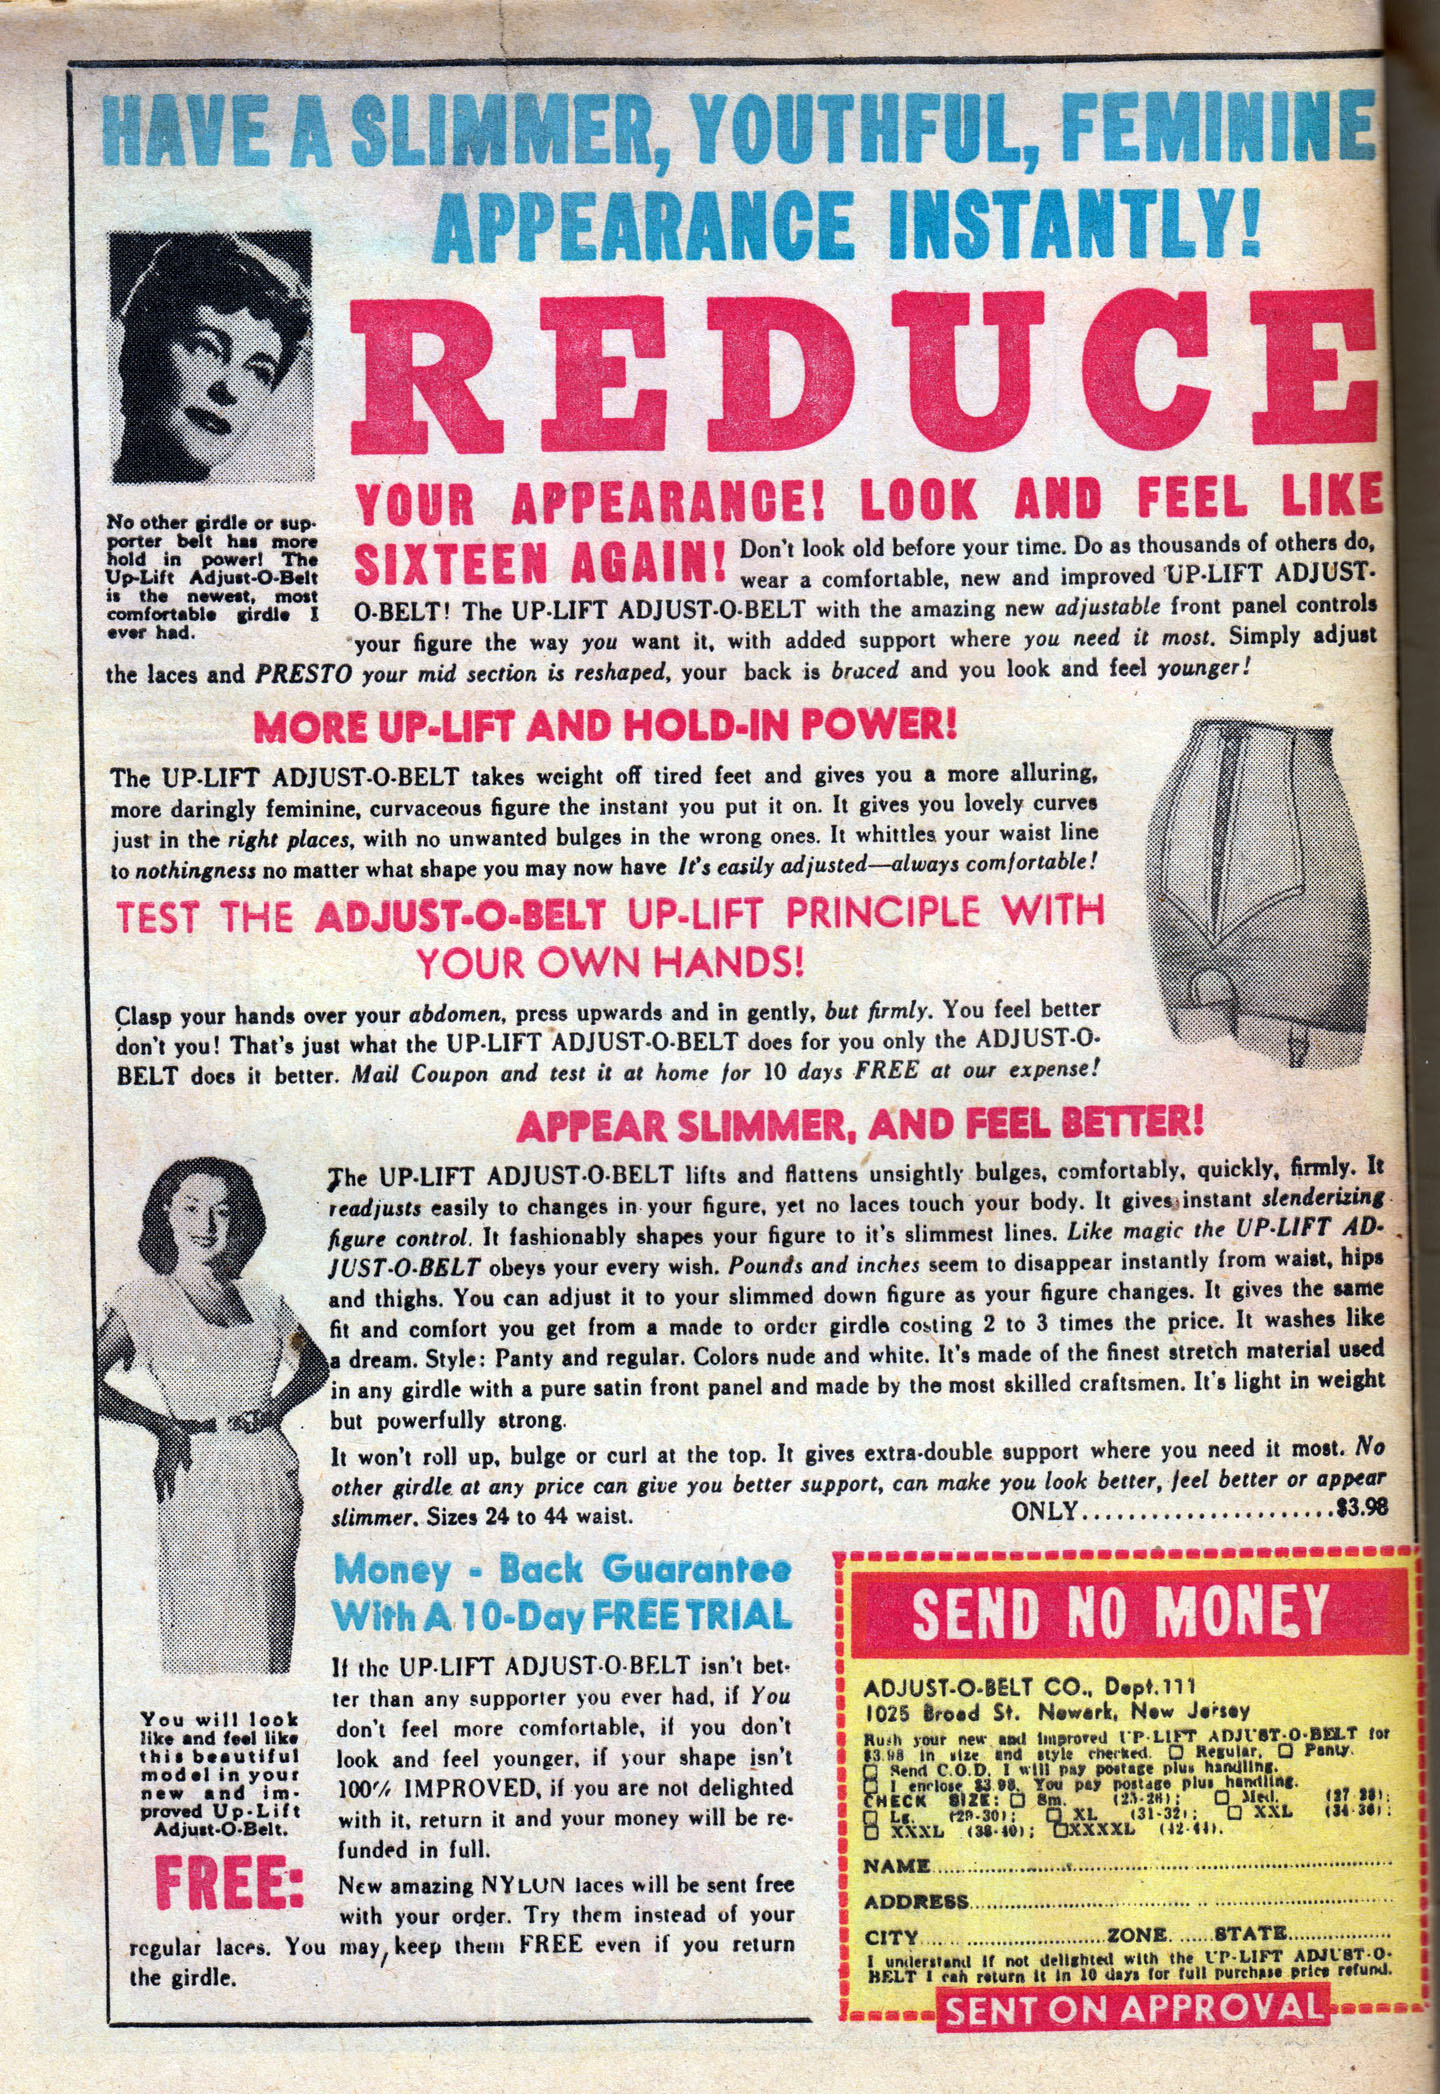 HAVE A SLIMMER, YOUTHFUL, FEMININE
APPEARANCE INSTANTLY!
REDUCE
YOUR APPEARANCE! LOOK AND FEEL LIKE
SIXTEEN AGAIN!
Don't look old before your time. Do as thousands of others do,
wear a comfortable, new and improved UP-LIFT ADJUST-
O-BELT! The UP-LIFT ADJUST-O-BELT with the amazing new adjustable front panel controls
your figure the way you want it, with added support where you need it most. Simply adjust
the laces and PRESTO your mid section is reshaped, your back is braced and you look and feel younger!
No other girdle or sup-
porter belt has more
hold in power! The
Up-Lift Adjust-O-Belt
is the newest, most
comfortable girdle I
ever had.
MORE UP-LIFT AND HOLD-IN POWER!
The UP-LIFT ADJUST-O-BELT takes weight off tired feet and gives you a more alluring,
more daringly feminine, curvaceous figure the instant you put it on. It gives you lovely curves
just in the right places, with no unwanted bulges in the wrong ones. It whittles your waist line
to nothingness no matter what shape you may now have It's easily adjusted—always comfortable!
TEST THE ADJUST-O-BELT UP-LIFT PRINCIPLE WITH
YOUR OWN HANDS!
Clasp your hands over your abdomen, press upwards and in gently, but firmly. You feel better
don't you! That's just what the UP-LIFT ADJUST-O-BELT does for you only the ADJUST-O-
BELT does it better. Mail Coupon and test it at home for 10 days FREE at our expense!
APPEAR SLIMMER, AND FEEL BETTER!
The UP-LIFT ADJUST-O-BELT lifts and flattens unsightly bulges, comfortably, quickly, firmly. It
readjusts easily to changes in your figure, yet no laces touch your body. It gives instant slenderizing
figure control. It fashionably shapes your figure to it's slimmest lines. Like magic the UP-LIFT AD-
JUST-O-BELT obeys your every wish. Pounds and inches seem to disappear instantly from waist, hips
and thighs. You can adjust it to your slimmed down figure as your figure changes. It gives the same
fit and comfort you get from a made to order girdle costing 2 to 3 times the price. It washes like
a dream. Style: Panty and regular. Colors nude and white. It's made of the finest stretch material used
in any girdle with a pure satin front panel and made by the most skilled craftsmen. It's light in weight
but powerfully strong.
It won't roll up, bulge or curl at the top. It gives extra-double support where you need it most. No
other girdle at any price can give you better support, can make you look better, feel better or appear
slimmer. Sizes 24 to 44 waist. ONLY......................$3.98
You will look
like and feel like
this beautiful
model in your
new and im-
proved Up-Lift
Adjust-O-Belt.
Money - Back Guarantee
With A 10-Day FREE TRIAL
If the UP-LIFT ADJUST-O-BELT isn't bet-
ter than any supporter you ever had, if You
don't feel more comfortable, if you don't
look and feel younger, if your shape isn't
100% IMPROVED, if you are not delighted
with it, return it and your money will be re-
funded in full.
FREE:
New amazing NYLON laces will be sent free
with your order. Try them instead of your
regular laces. You may keep them FREE even if you return
the girdle.
SEND NO MONEY
ADJUST-O-BELT CO., Dept. 111
1025 Broad St. Newark, New Jersey
Rush your new and improved UP-LIFT ADJUST-O-BELT for
$3.98 in size and style checked. □ Regular, □ Panty.
□ Send C.O.D. I will pay postage plus handling.
□ I enclose $3.98. You pay postage plus handling.
CHECK SIZE: □ Sm. (25-26); □ Med. (27-28);
□ Lg. (29-30); □ XL (31-32); □ XXL (34-36);
□ XXXL (38-40); □ XXXXL (42-44).
NAME
ADDRESS
CITY ZONE STATE
I understand if not delighted with the UP-LIFT ADJUST-O-
BELT I can return it in 10 days for full purchase price refund.
SENT ON APPROVAL